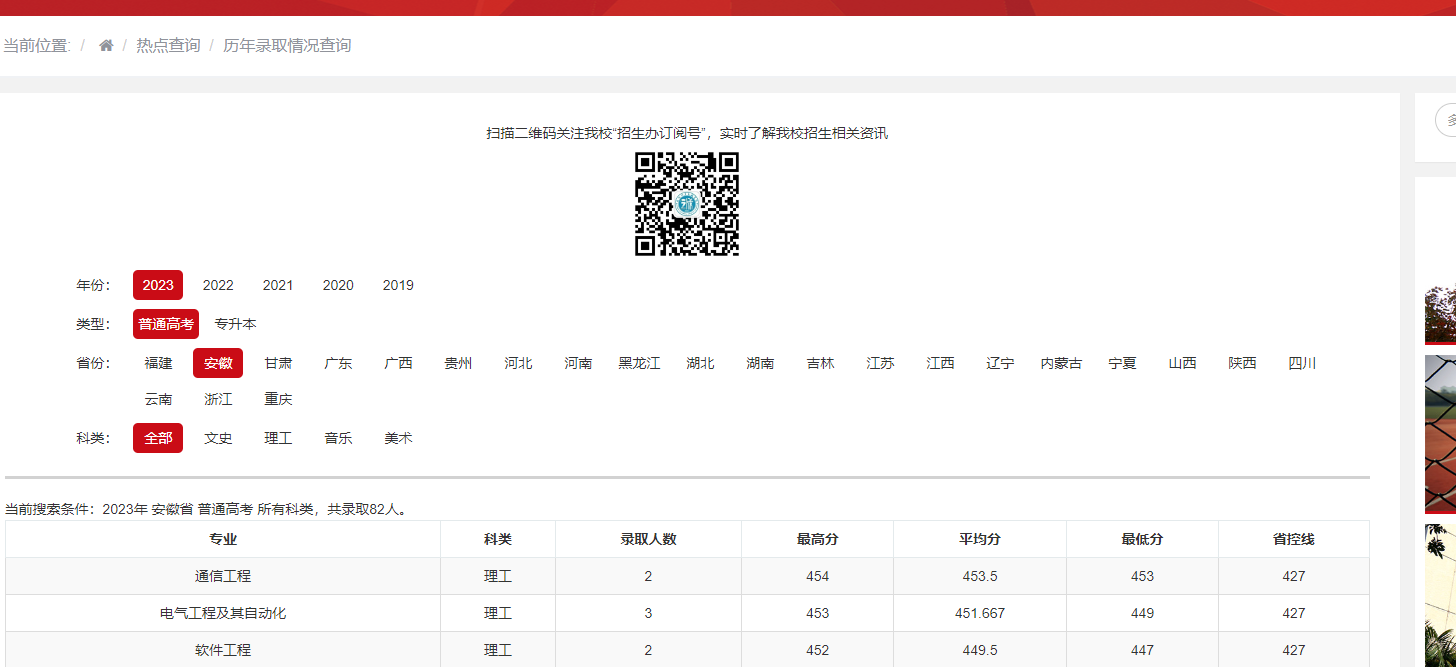 当前位置: / / 热点查询 / 历年录取情况查询
扫描二维码关注我校“招生办订阅号”，实时了解我校招生相关资讯
年份： 2023 2022 2021 2020 2019
类型： 普通高考 专升本
省份： 福建 安徽 甘肃 广东 广西 贵州 河北 河南 黑龙江 湖北 湖南 吉林 江苏 江西 辽宁 内蒙古 宁夏 山西 陕西 四川
云南 浙江 重庆
科类： 全部 文史 理工 音乐 美术
当前搜索条件：2023年 安徽省 普通高考 所有科类，共录取82人。
专业 科类 录取人数 最高分 平均分 最低分 省控线
通信工程 理工 2 454 453.5 453 427
电气工程及其自动化 理工 3 453 451.667 449 427
软件工程 理工 2 452 449.5 447 427